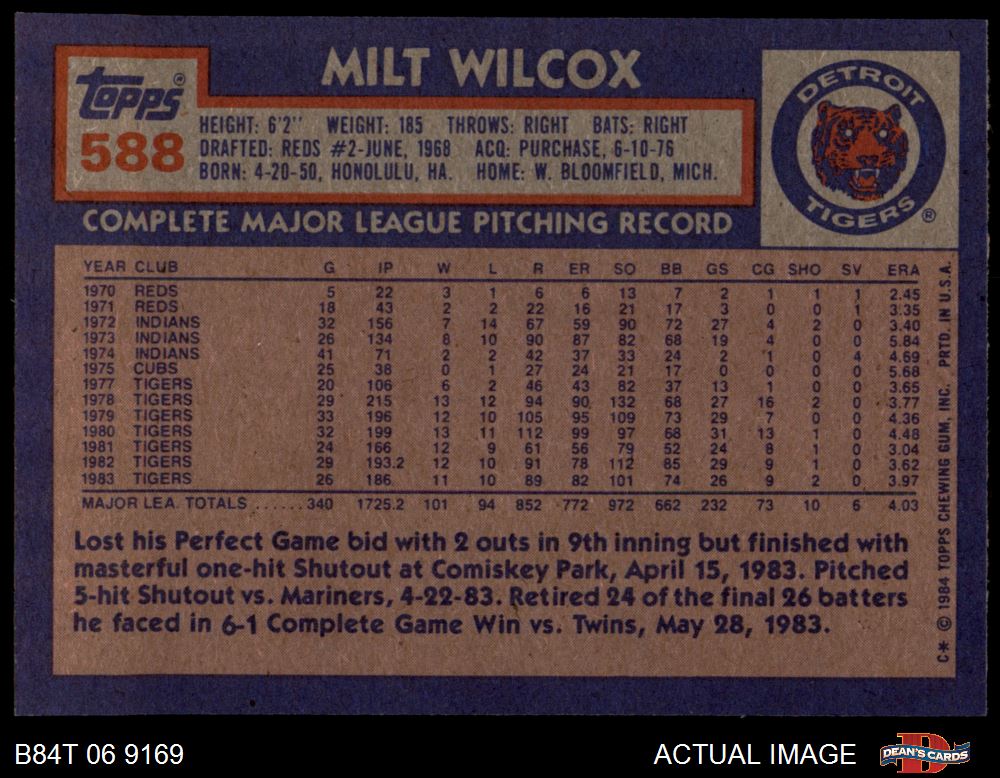 MILT WILCOX
Topps®
588
HEIGHT: 6'2" WEIGHT: 185 THROWS: RIGHT BATS: RIGHT
DRAFTED: REDS #2-JUNE, 1968 ACQ: PURCHASE, 6-10-76
BORN: 4-20-50, HONOLULU, HA. HOME: W. BLOOMFIELD, MICH.
DETROIT
TIGERS®
COMPLETE MAJOR LEAGUE PITCHING RECORD
YEAR CLUB G IP W L R ER SO BB GS CG SHO SV ERA
1970 REDS 5 22 3 1 6 6 13 7 2 1 1 1 2.45
1971 REDS 18 43 2 2 22 16 21 17 3 0 0 1 3.35
1972 INDIANS 32 156 7 14 67 59 90 72 27 4 2 0 3.40
1973 INDIANS 26 134 8 10 90 87 82 68 19 4 0 0 5.84
1974 INDIANS 41 71 2 2 42 37 33 24 2 1 0 4 4.69
1975 CUBS 25 38 0 1 27 24 21 17 0 0 0 0 5.68
1977 TIGERS 20 106 6 2 46 43 82 37 13 1 0 0 3.65
1978 TIGERS 29 215 13 12 94 90 132 68 27 16 2 0 3.77
1979 TIGERS 33 196 12 10 105 95 109 73 29 7 0 0 4.36
1980 TIGERS 32 199 13 11 112 99 97 68 31 13 1 0 4.48
1981 TIGERS 24 166 12 9 61 56 79 52 24 8 1 0 3.04
1982 TIGERS 29 193.2 12 10 91 78 112 85 29 9 1 0 3.62
1983 TIGERS 26 186 11 10 89 82 101 74 26 9 2 0 3.97
MAJOR LEA. TOTALS ...... 340 1725.2 101 94 852 772 972 662 232 73 10 6 4.03
Lost his Perfect Game bid with 2 outs in 9th inning but finished with
masterful one-hit Shutout at Comiskey Park, April 15, 1983. Pitched
5-hit Shutout vs. Mariners, 4-22-83. Retired 24 of the final 26 batters
he faced in 6-1 Complete Game Win vs. Twins, May 28, 1983.
C* © 1984 TOPPS CHEWING GUM, INC. PRTD. IN U.S.A.
B84T 06 9169
ACTUAL IMAGE
DEAN'S CARDS